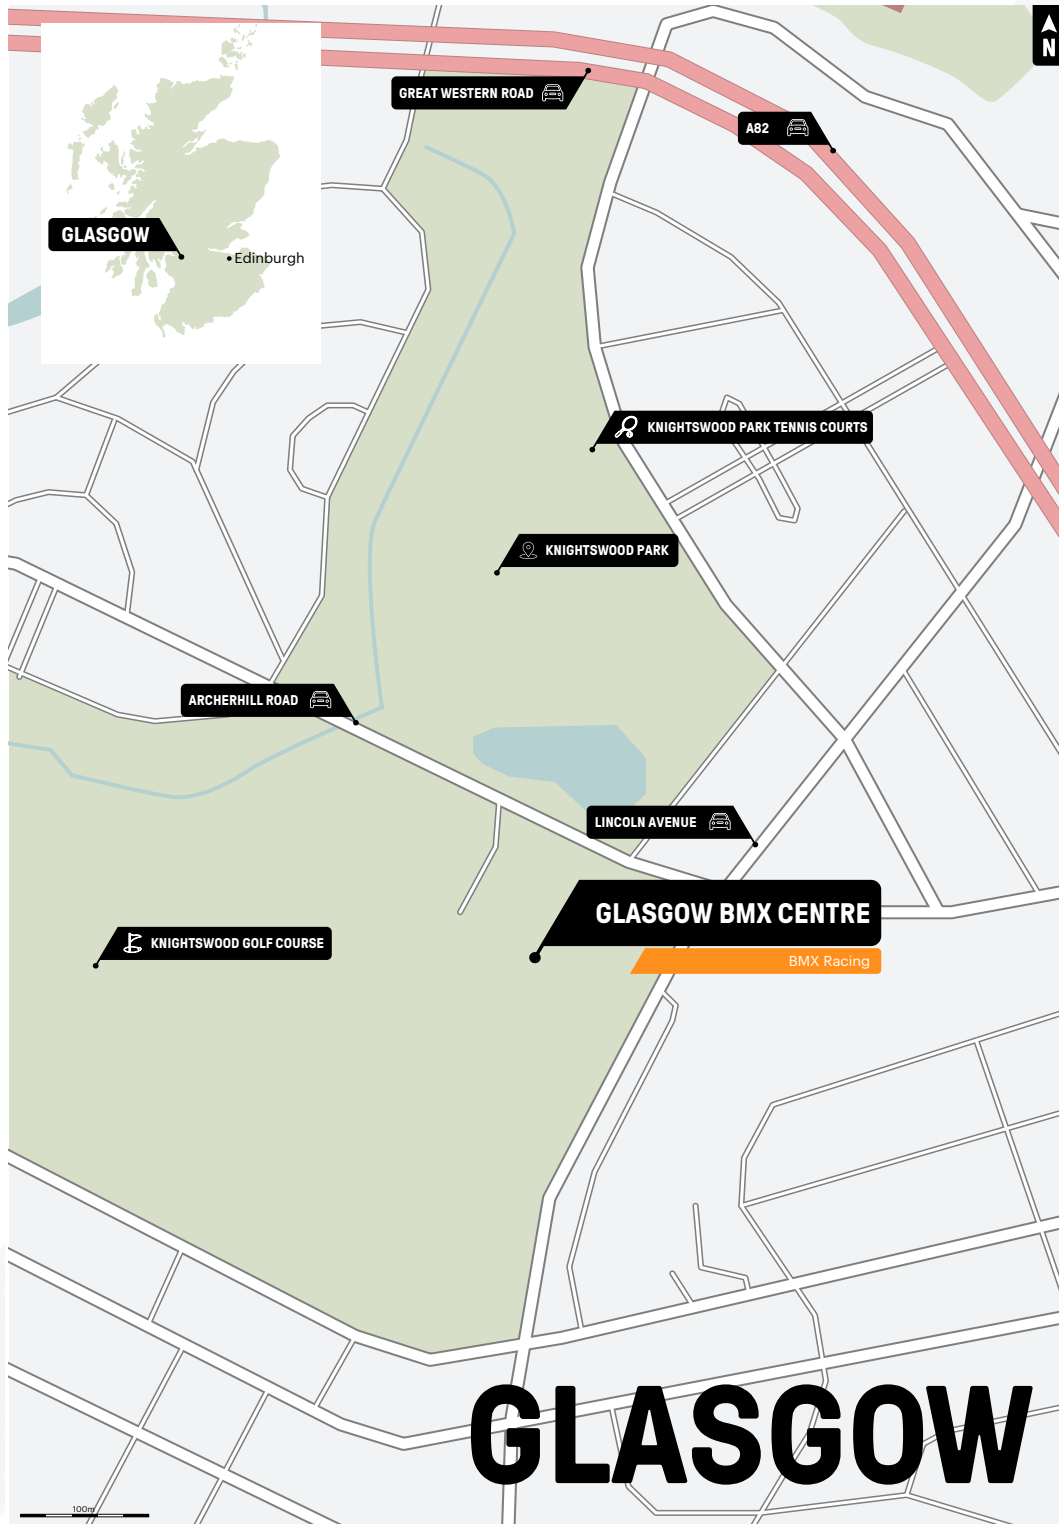 N
GREAT WESTERN ROAD
A82
GLASGOW
Edinburgh
KNIGHTSWOOD PARK TENNIS COURTS
KNIGHTSWOOD PARK
ARCHERHILL ROAD
LINCOLN AVENUE
GLASGOW BMX CENTRE
KNIGHTSWOOD GOLF COURSE
BMX Racing
GLASGOW
100m